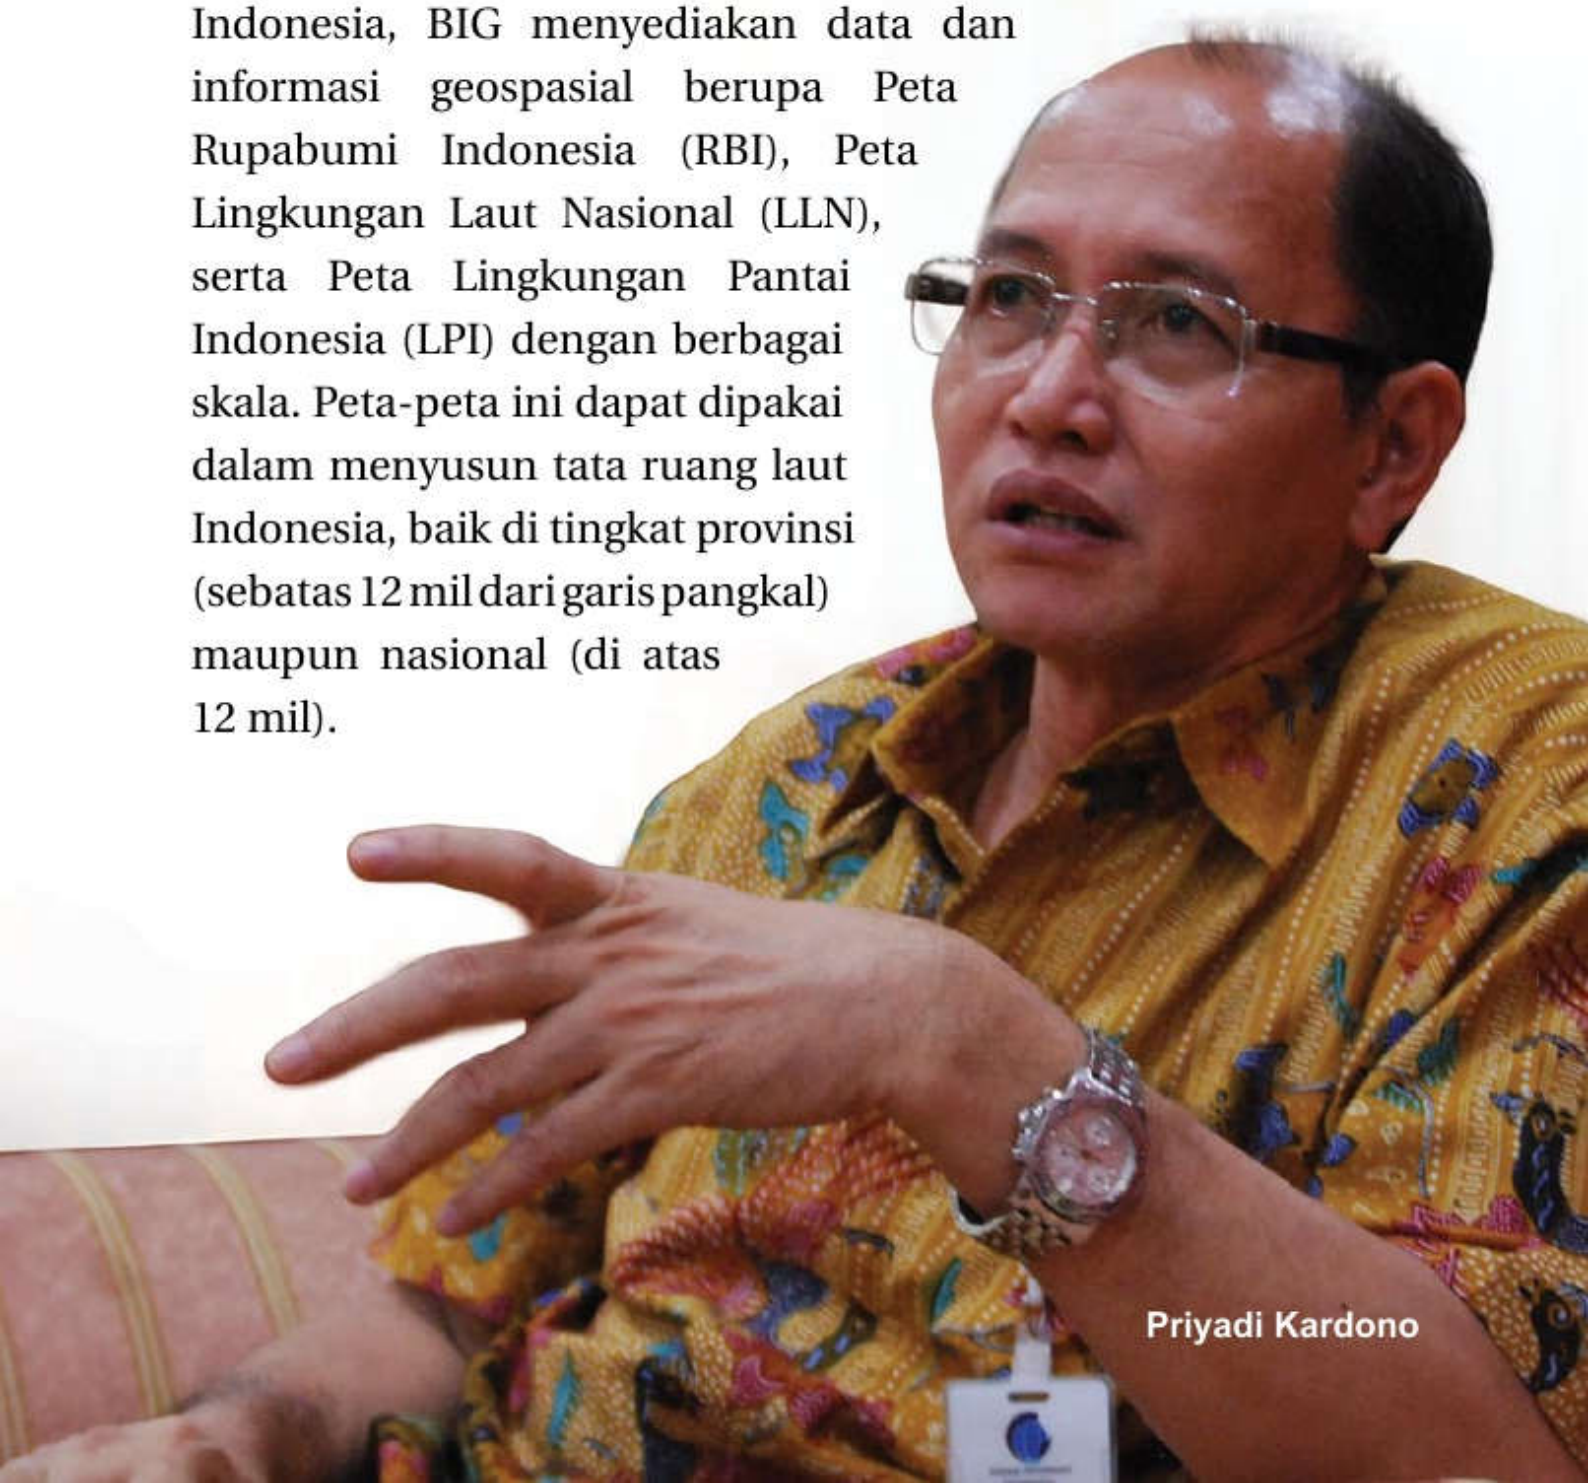 Indonesia, BIG menyediakan data dan
informasi geospasial berupa Peta
Rupabumi Indonesia (RBI), Peta
Lingkungan Laut Nasional (LLN),
serta Peta Lingkungan Pantai
Indonesia (LPI) dengan berbagai
skala. Peta-peta ini dapat dipakai
dalam menyusun tata ruang laut
Indonesia, baik di tingkat provinsi
(sebatas 12 mil dari garis pangkal)
maupun nasional (di atas
12 mil).
Priyadi Kardono